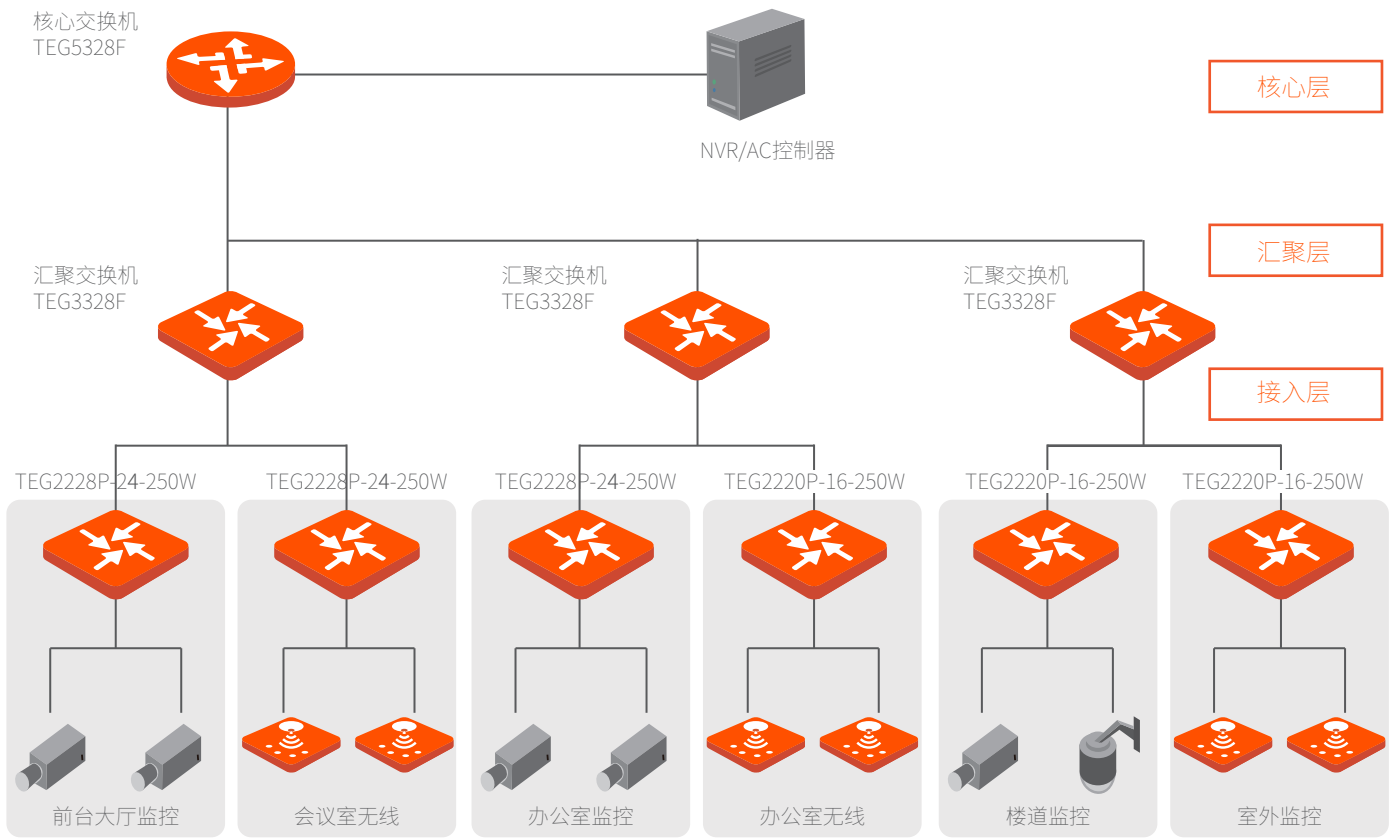 核心交换机
TEG5328F
NVR/AC控制器
核心层
汇聚层
汇聚交换机
TEG3328F
汇聚交换机
TEG3328F
汇聚交换机
TEG3328F
接入层
TEG2228P-24-250W
TEG2228P-24-250W
TEG2228P-24-250W
TEG2220P-16-250W
TEG2220P-16-250W
TEG2220P-16-250W
前台大厅监控
会议室无线
办公室监控
办公室无线
楼道监控
室外监控